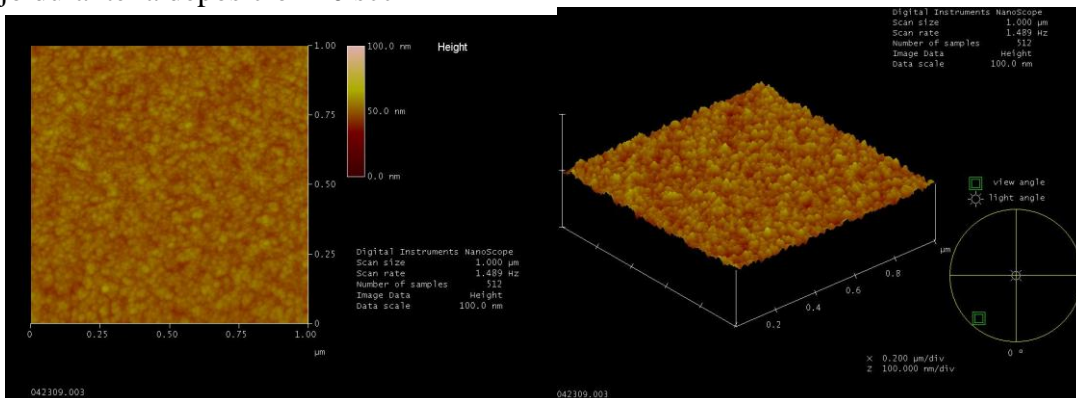 1.00
0.75
0.50
0.25
0
0
0.25
0.50
0.75
1.00
µm
100.0 nm
50.0 nm
0.0 nm
Height
Digital Instruments NanoScope
Scan size 1.000 µm
Scan rate 1.489 Hz
Number of samples 512
Image Data Height
Data scale 100.0 nm
042309.003
Digital Instruments NanoScope
Scan size 1.000 µm
Scan rate 1.489 Hz
Number of samples 512
Image Data Height
Data scale 100.0 nm
view angle
light angle
µm
0.8
0.6
0.4
0.2
X 0.200 µm/div
Z 100.000 nm/div
0 °
042309.003